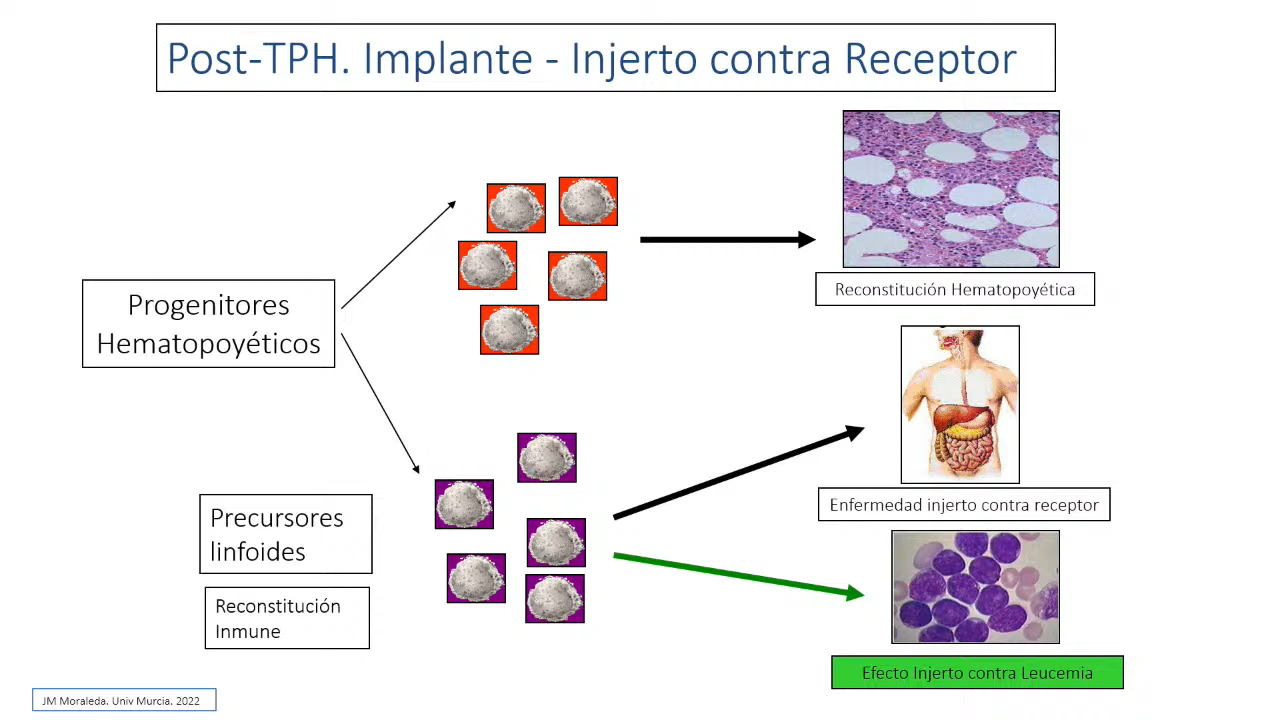 Post-TPH. Implante - Injerto contra Receptor
Reconstitución Hematopoyética
Progenitores
Hematopoyéticos
Enfermedad injerto contra receptor
Precursores
linfoides
Reconstitución
Inmune
Efecto Injerto contra Leucemia
JM Moraleda. Univ Murcia. 2022